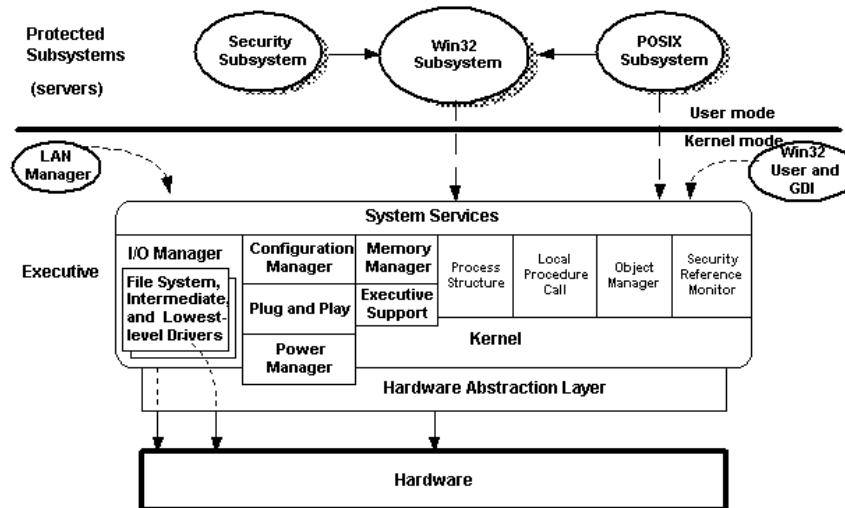 Protected
Subsystems
(servers)
Security
Subsystem
Win32
Subsystem
POSIX
Subsystem
User mode
Kernel mode
LAN
Manager
Win32
User and
GDI
System Services
Executive
I/O Manager
File System,
Intermediate,
and Lowest-
level Drivers
Configuration
Manager
Plug and Play
Power
Manager
Memory
Manager
Executive
Support
Process
Structure
Local
Procedure
Call
Object
Manager
Security
Reference
Monitor
Kernel
Hardware Abstraction Layer
Hardware